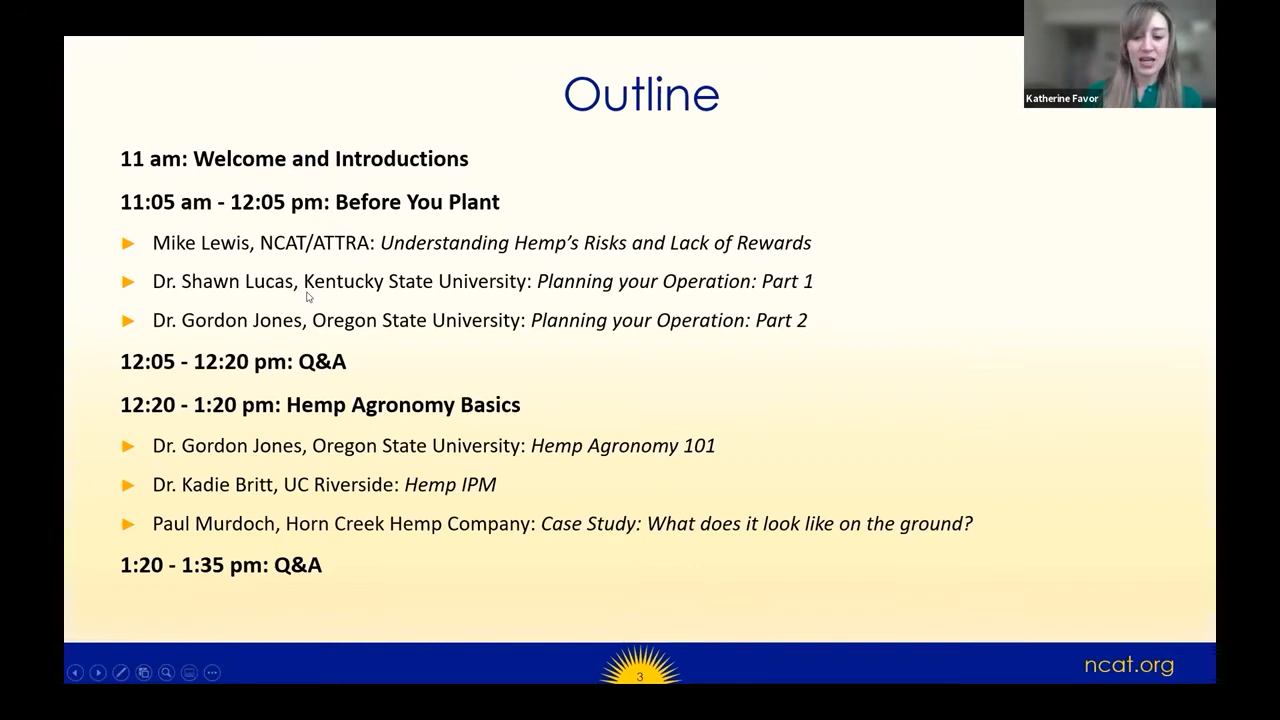 Outline
Katherine Favor
11 am: Welcome and Introductions
11:05 am - 12:05 pm: Before You Plant
► Mike Lewis, NCAT/ATTRA: Understanding Hemp’s Risks and Lack of Rewards
► Dr. Shawn Lucas, Kentucky State University: Planning your Operation: Part 1
► Dr. Gordon Jones, Oregon State University: Planning your Operation: Part 2
12:05 - 12:20 pm: Q&A
12:20 - 1:20 pm: Hemp Agronomy Basics
► Dr. Gordon Jones, Oregon State University: Hemp Agronomy 101
► Dr. Kadie Britt, UC Riverside: Hemp IPM
► Paul Murdoch, Horn Creek Hemp Company: Case Study: What does it look like on the ground?
1:20 - 1:35 pm: Q&A
3
ncat.org